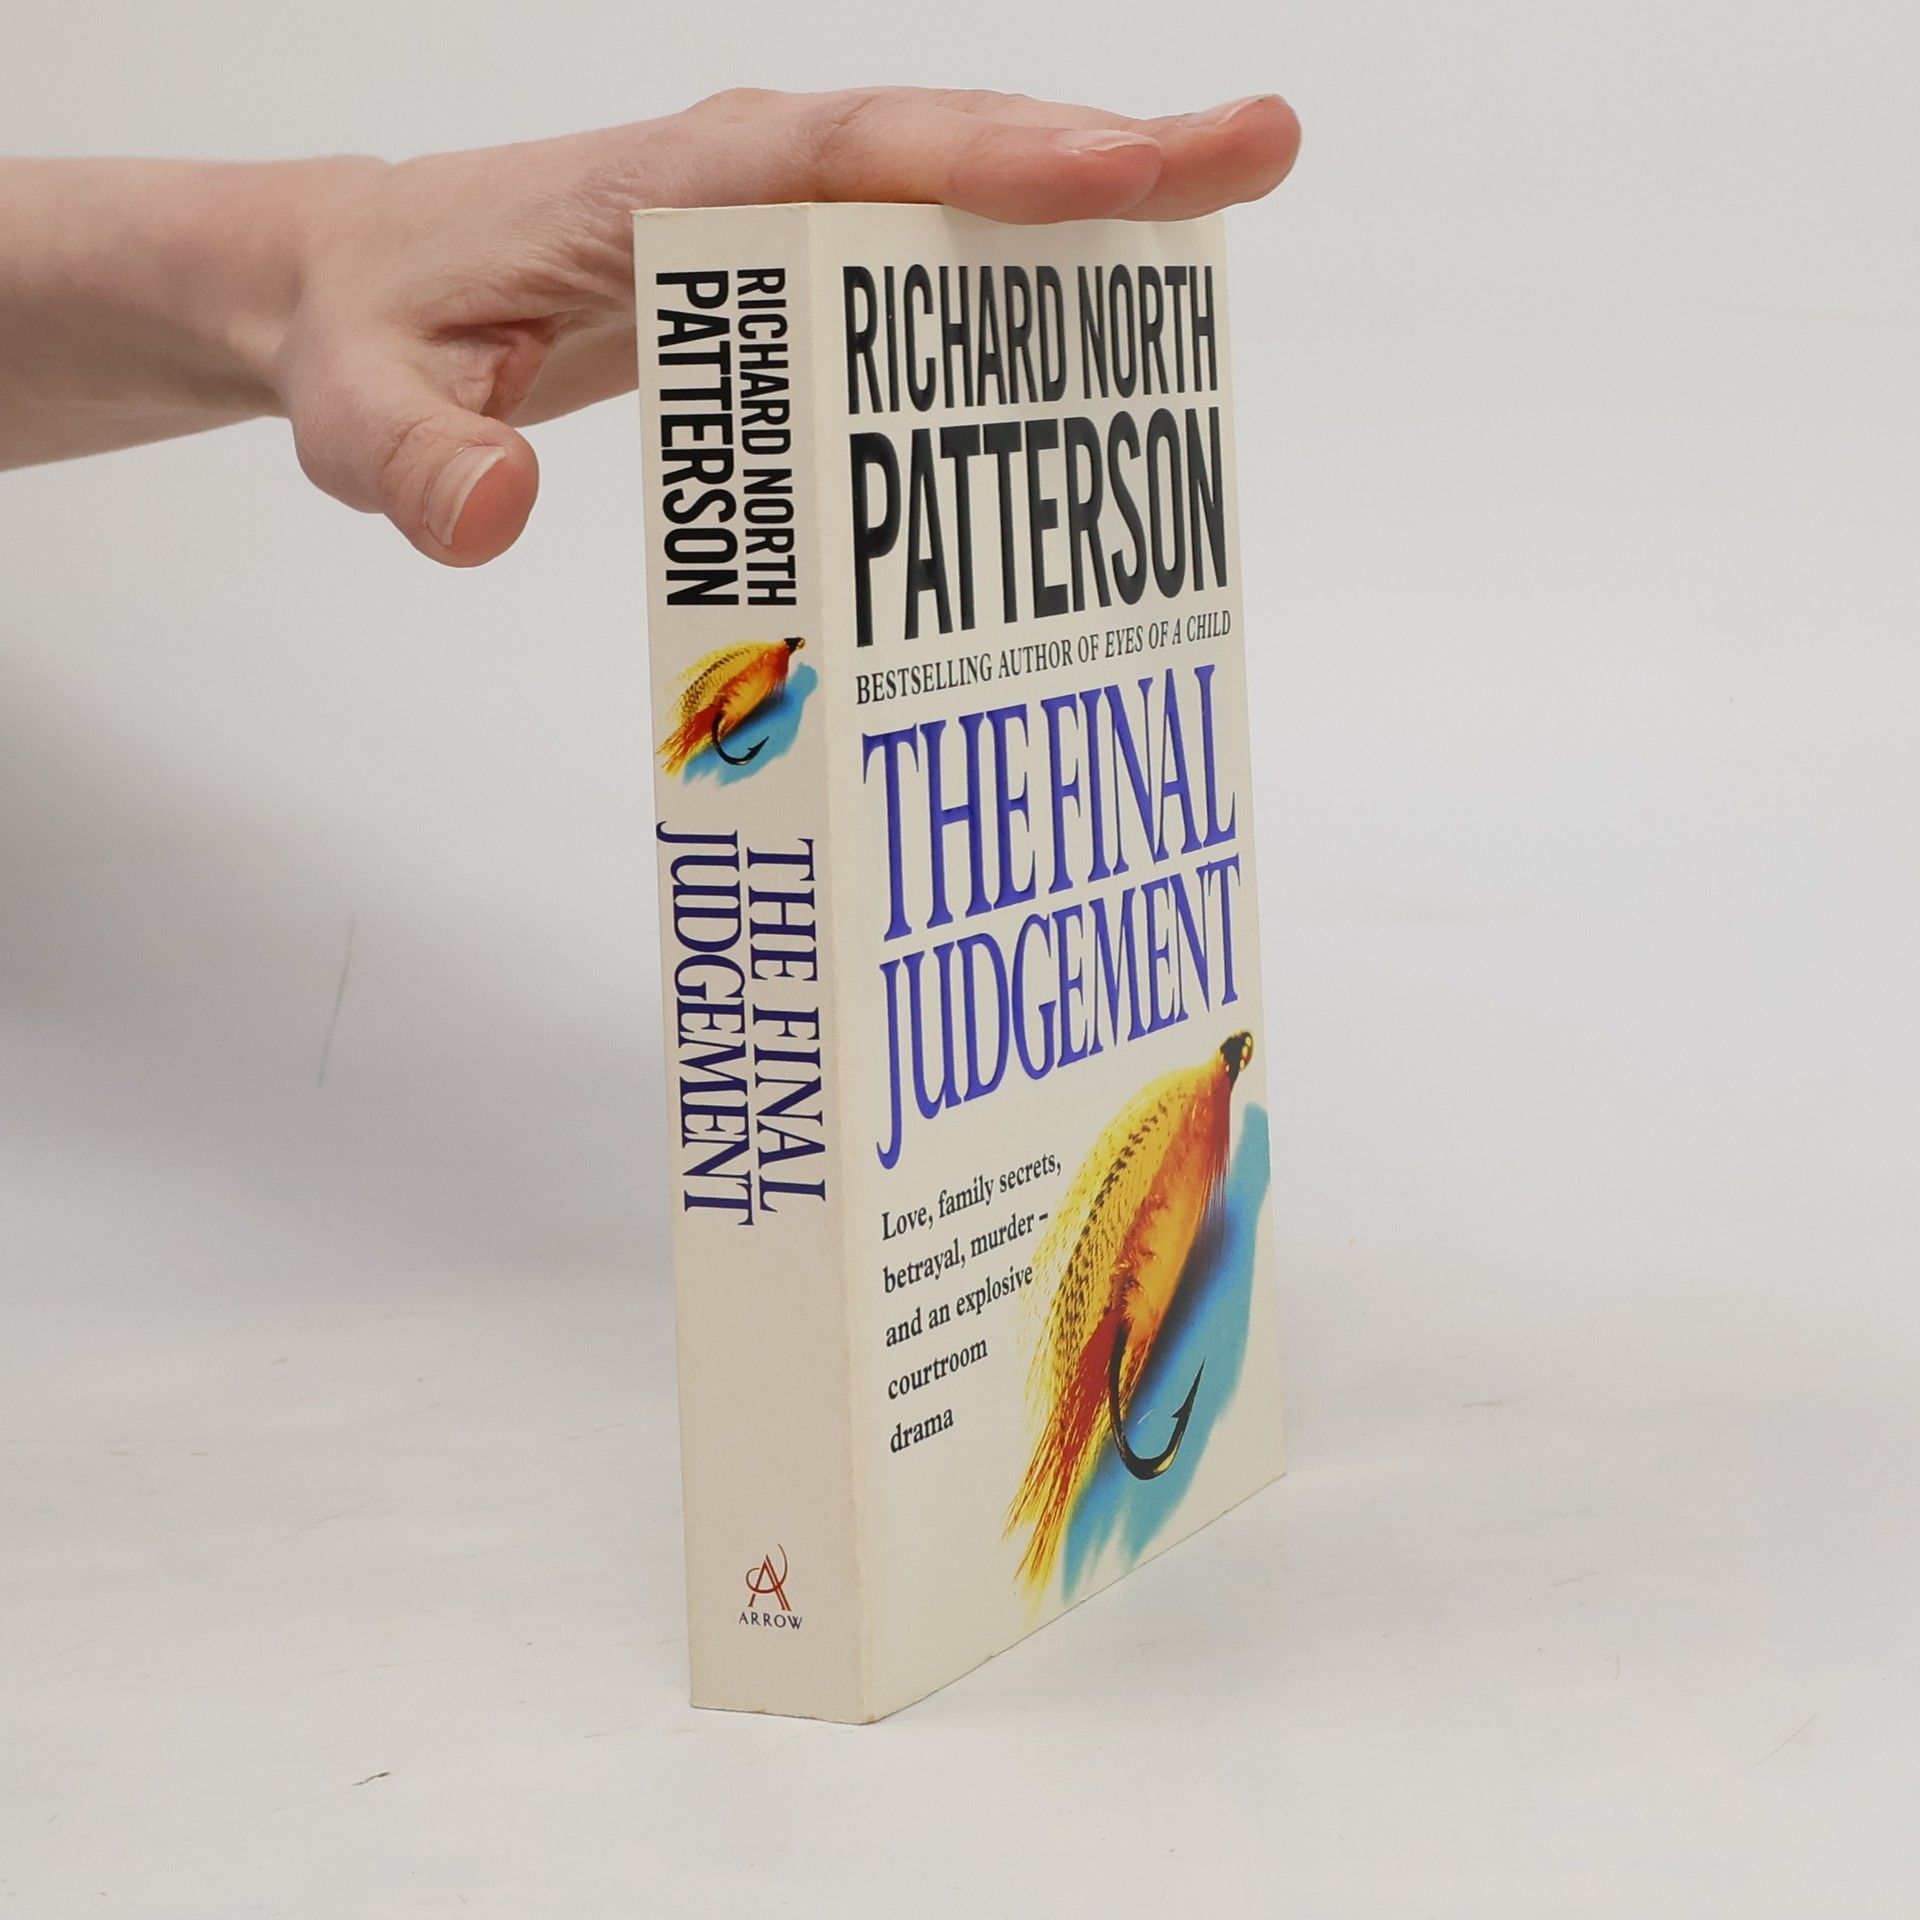 RICHARD NORTH
PATTERSON
THE FINAL
JUDGEMENT
ARROW
RICHARD NORTH
PATTERSON
BESTSELLING AUTHOR OF EYES OF A CHILD
THE FINAL
JUDGEMENT
Love, family secrets,
betrayal, murder –
and an explosive
courtroom
drama